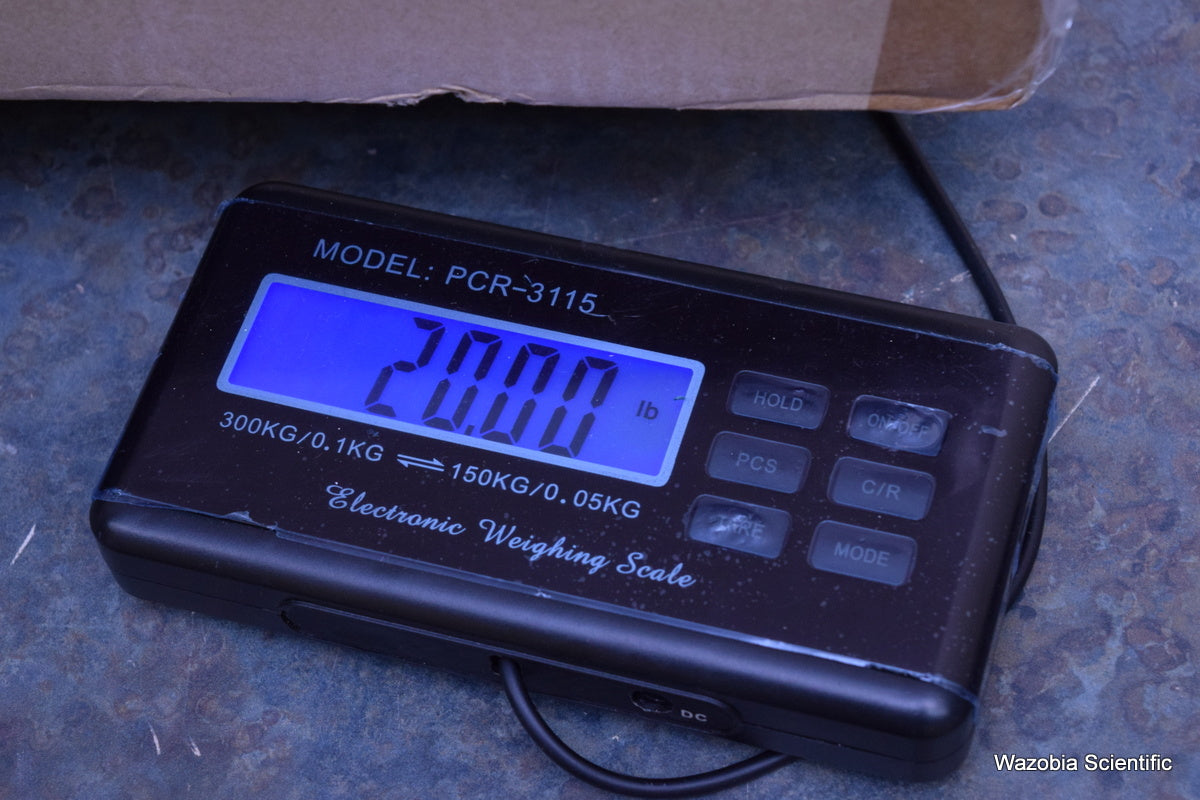 MODEL: PCR-3115
20.00 lb
300KG/0.1KG ⇌ 150KG/0.05KG
Electronic Weighing Scale
HOLD
ON/OFF
PCS
C/R
TARE
MODE
DC
Wazobia Scientific